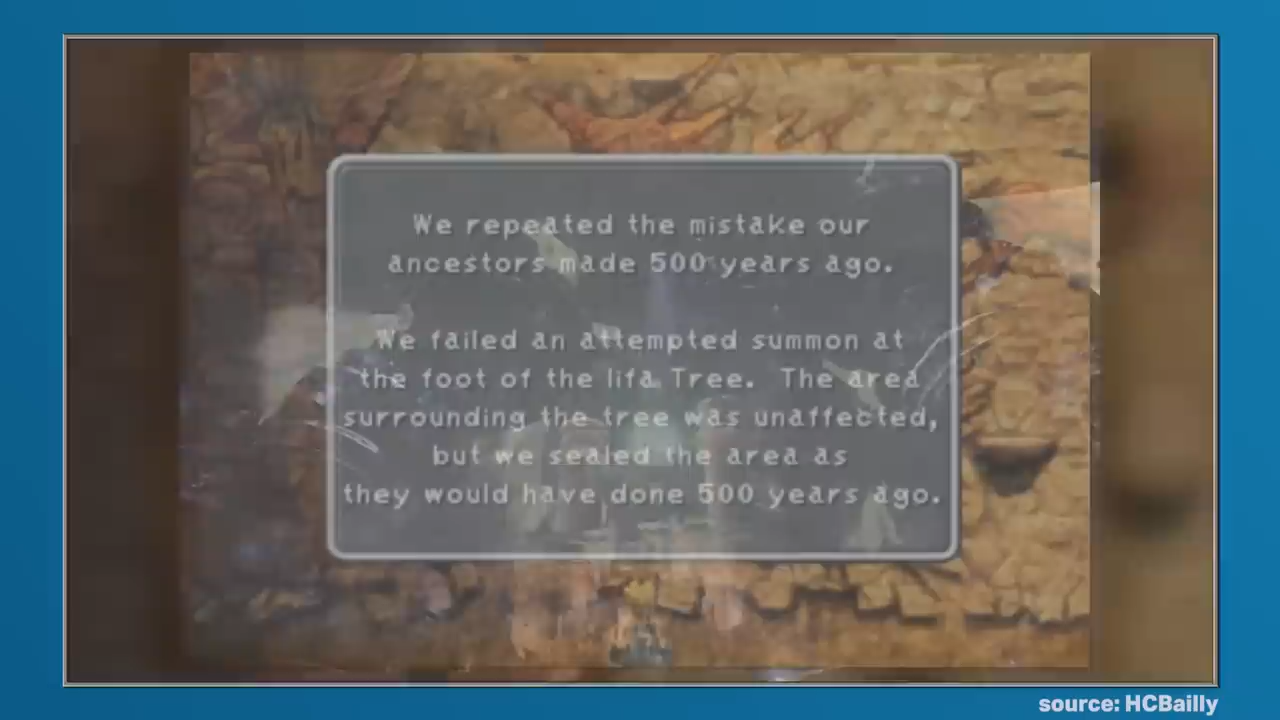 We repeated the mistake our
ancestors made 500 years ago.
We failed an attempted summon at
the foot of the Iifa Tree. The area
surrounding the tree was unaffected,
but we sealed the area as
they would have done 500 years ago.
source: HCBailly